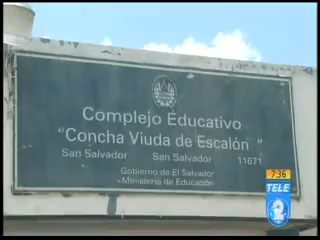 Complejo Educativo
"Concha Viuda de Escalón "
San Salvador San Salvador 11671
Gobierno de El Salvador
Ministerio de Educación
7:36
TELE
2